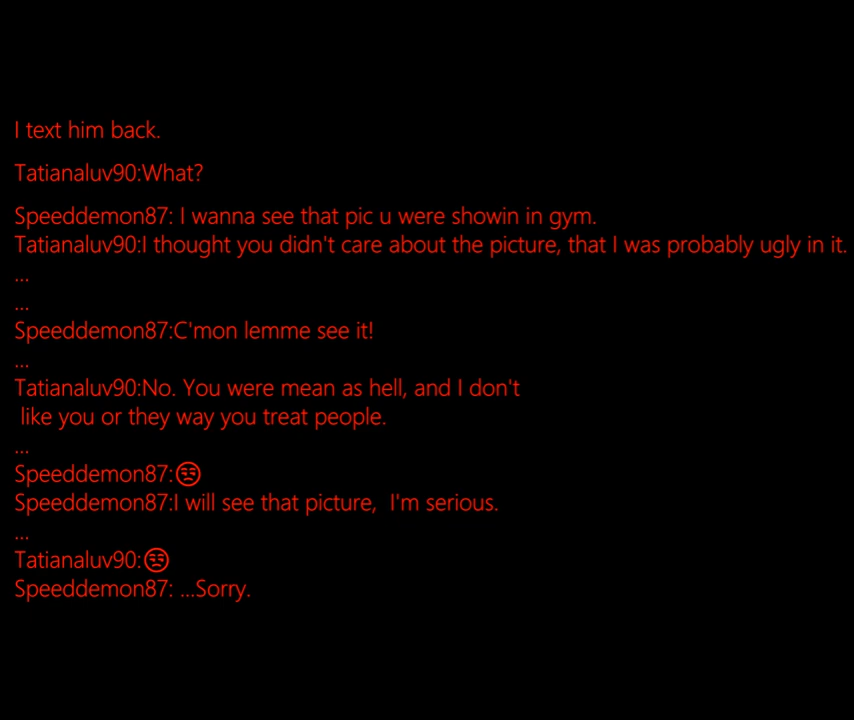 I text him back.
Tatianaluv90:What?
Speeddemon87: I wanna see that pic u were showin in gym.
Tatianaluv90:I thought you didn't care about the picture, that I was probably ugly in it.
...
...
Speeddemon87:C'mon lemme see it!
...
Tatianaluv90:No. You were mean as hell, and I don't
like you or they way you treat people.
...
Speeddemon87:😒
Speeddemon87:I will see that picture,  I'm serious.
...
Tatianaluv90:😒
Speeddemon87: ...Sorry.